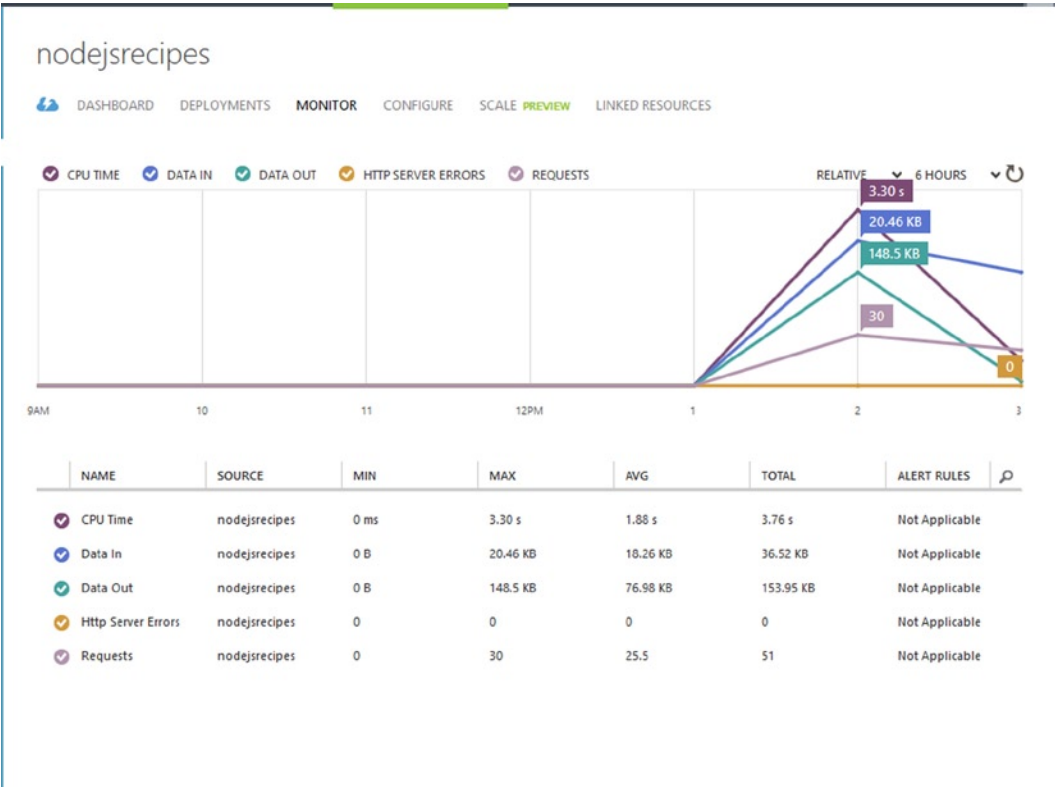 nodejsrecipes
DASHBOARD DEPLOYMENTS MONITOR CONFIGURE SCALE PREVIEW LINKED RESOURCES
CPU TIME DATA IN DATA OUT HTTP SERVER ERRORS REQUESTS RELATIVE 6 HOURS
3.30 s
20.46 KB
148.5 KB
30
0
9AM 10 11 12PM 1 2 3
NAME SOURCE MIN MAX AVG TOTAL ALERT RULES
CPU Time nodejsrecipes 0 ms 3.30 s 1.88 s 3.76 s Not Applicable
Data In nodejsrecipes 0 B 20.46 KB 18.26 KB 36.52 KB Not Applicable
Data Out nodejsrecipes 0 B 148.5 KB 76.98 KB 153.95 KB Not Applicable
Http Server Errors nodejsrecipes 0 0 0 0 Not Applicable
Requests nodejsrecipes 0 30 25.5 51 Not Applicable